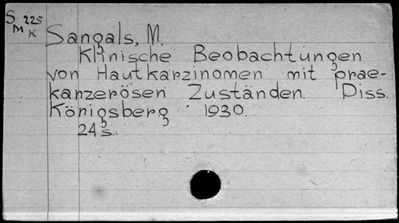 S 225
M K
Sangals, M.
Klinische Beobachtungen
von Hautkarzinomen mit prae-
kanzerösen Zuständen. Diss.
Königsberg 1930.
24 s.